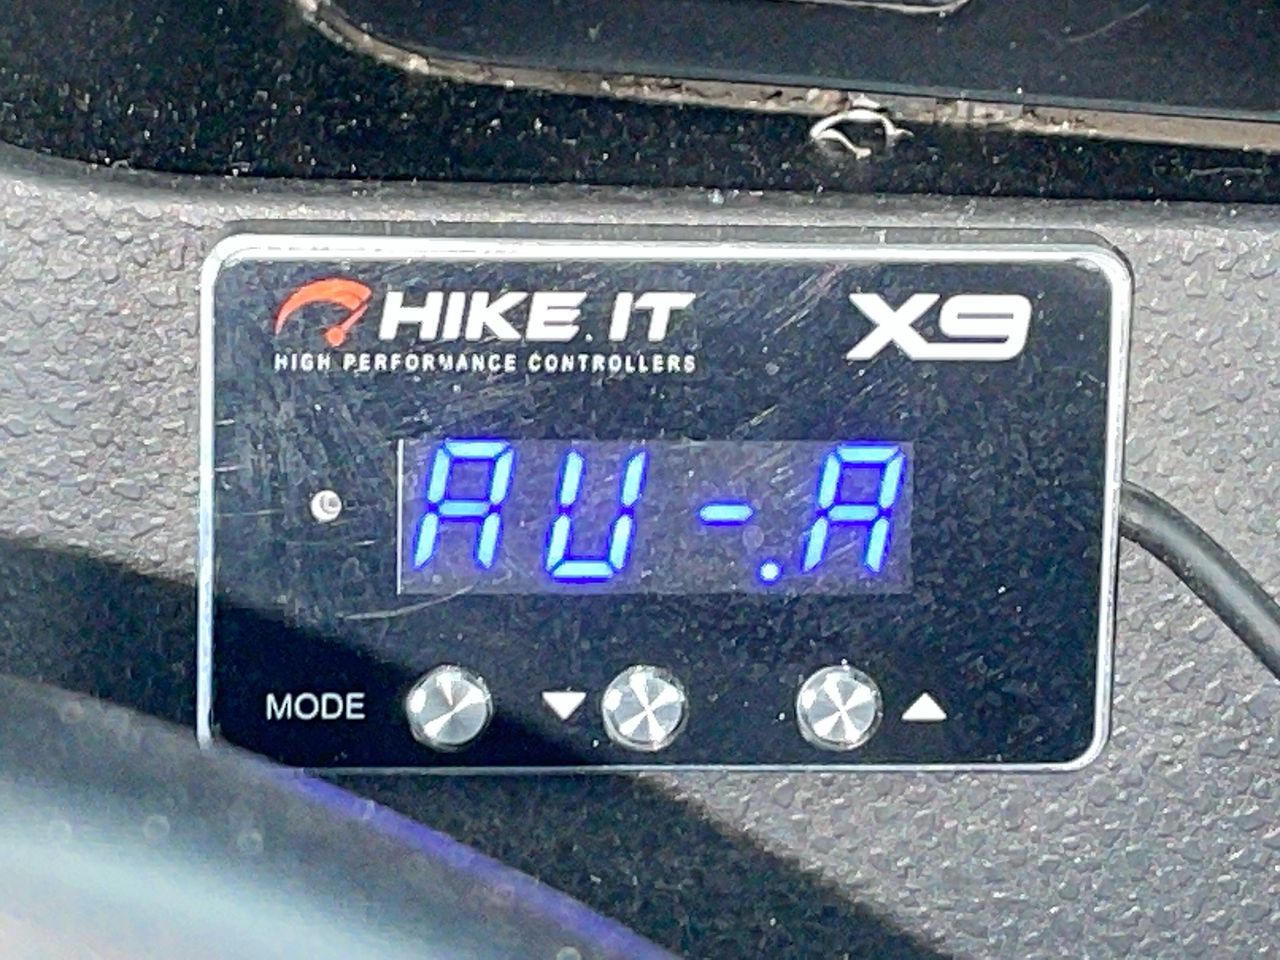 HIKE IT X9
HIGH PERFORMANCE CONTROLLERS
AU-.A
MODE